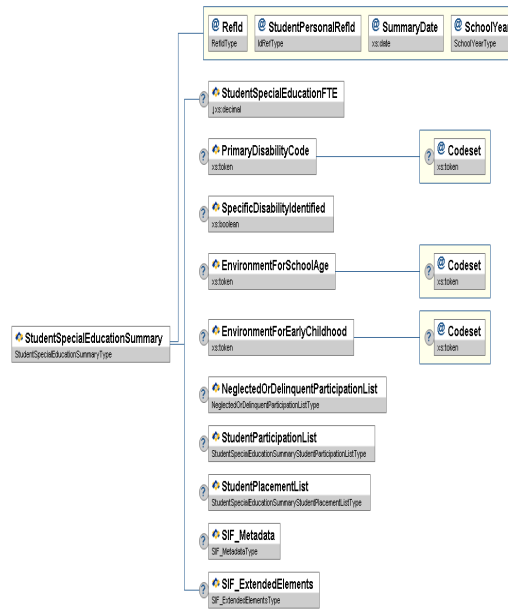 @ RefId @ StudentPersonalRefId @ SummaryDate @ SchoolYear
RefIdType IdRefType xs:date SchoolYearType
? StudentSpecialEducationFTE
j:xs:decimal
? PrimaryDisabilityCode ? @ Codeset
xs:token xs:token
? SpecificDisabilityIdentified
xs:boolean
? EnvironmentForSchoolAge ? @ Codeset
xs:token xs:token
? EnvironmentForEarlyChildhood ? @ Codeset
xs:token xs:token
StudentSpecialEducationSummary
StudentSpecialEducationSummaryType
? NeglectedOrDelinquentParticipationList
NeglectedOrDelinquentParticipationListType
? StudentParticipationList
StudentSpecialEducationSummaryStudentParticipationListType
? StudentPlacementList
StudentSpecialEducationSummaryStudentPlacementListType
? SIF_Metadata
SIF_MetadataType
? SIF_ExtendedElements
SIF_ExtendedElementsType